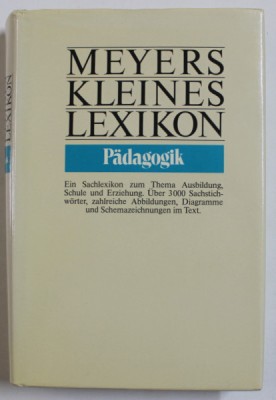 MEYERS
KLEINES
LEXIKON
Pädagogik
Ein Sachlexikon zum Thema Ausbildung,
Schule und Erziehung. Über 3000 Sachstich-
wörter, zahlreiche Abbildungen, Diagramme
und Schemazeichnungen im Text.
LEXIKON